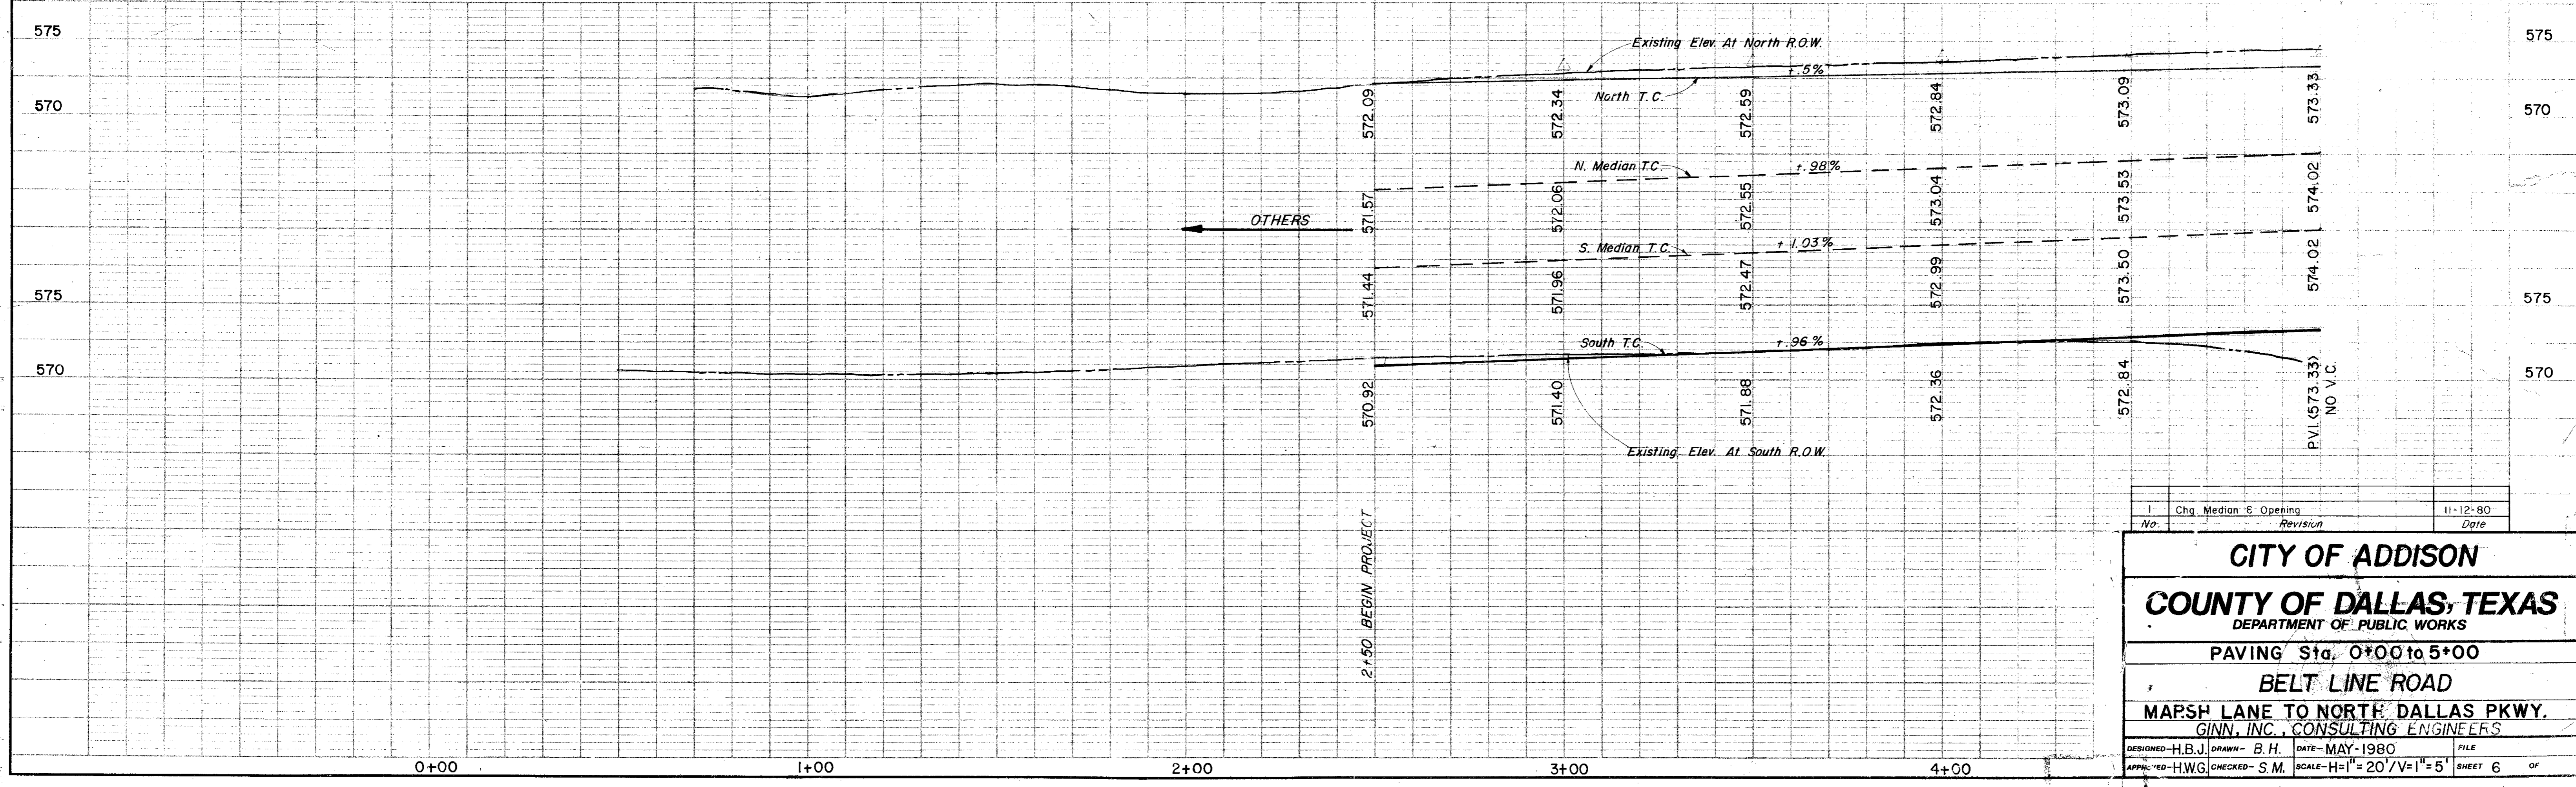 575
575
Existing Elev. At North R.O.W.
+.5%
570
570
North T.C.
572.09
572.34
572.59
572.84
573.09
573.33
N. Median T.C.
+.98%
571.57
572.06
572.55
573.04
573.53
574.02
OTHERS
S. Median T.C.
+1.03%
571.44
571.96
572.47
572.99
573.50
574.02
575
575
South T.C.
+.96%
570
570
570.92
571.40
571.88
572.36
572.84
P.V.I. (573.33)
NO V.C.
Existing Elev. At South R.O.W.
2+50 BEGIN PROJECT
1 Chg Median & Opening 11-12-80
No. Revision Date
CITY OF ADDISON
COUNTY OF DALLAS, TEXAS
DEPARTMENT OF PUBLIC WORKS
PAVING Sta. 0+00 to 5+00
BELT LINE ROAD
MARSH LANE TO NORTH DALLAS PKWY.
GINN, INC., CONSULTING ENGINEERS
DESIGNED-H.B.J. DRAWN- B.H. DATE-MAY-1980 FILE
APPROVED-H.W.G. CHECKED- S.M. SCALE-H=1"=20'/V=1"=5' SHEET 6 OF
0+00 1+00 2+00 3+00 4+00